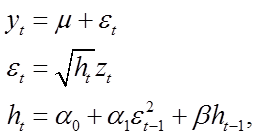 y_t = μ + ε_t
ε_t = √h_t z_t
h_t = α_0 + α_1 ε_{t-1}^2 + β h_{t-1},